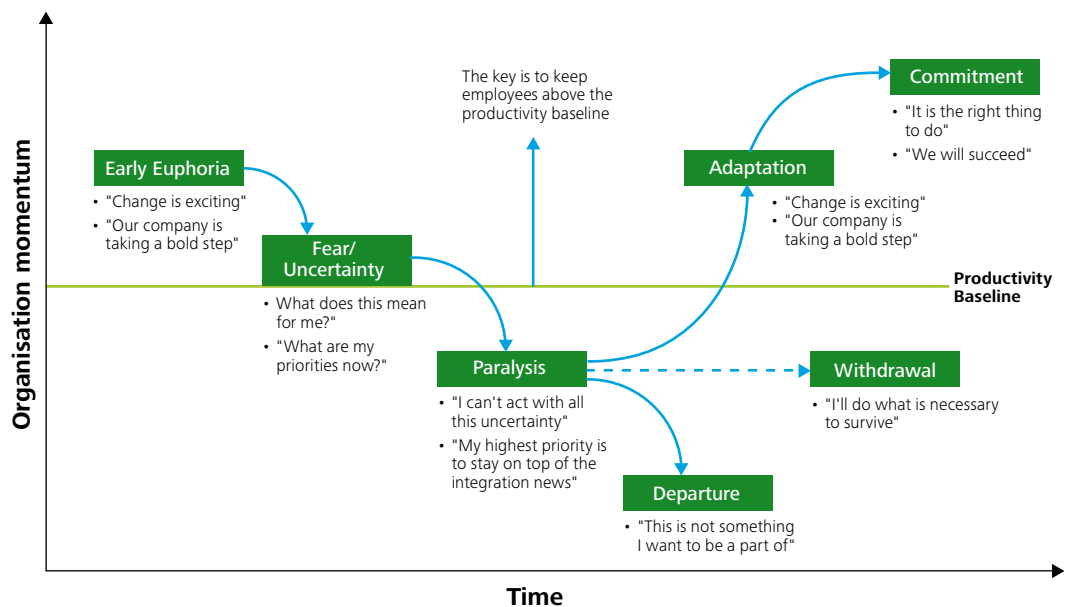 Organisation momentum
Early Euphoria
• "Change is exciting"
• "Our company is
taking a bold step"
Fear/
Uncertainty
• What does this mean
for me?"
• "What are my
priorities now?"
The key is to keep
employees above the
productivity baseline
Paralysis
• "I can't act with all
this uncertainty"
• "My highest priority is
to stay on top of the
integration news"
Adaptation
• "Change is exciting"
• "Our company is
taking a bold step"
Commitment
• "It is the right thing
to do"
• "We will succeed"
Productivity
Baseline
Withdrawal
• "I'll do what is necessary
to survive"
Departure
• "This is not something
I want to be a part of"
Time